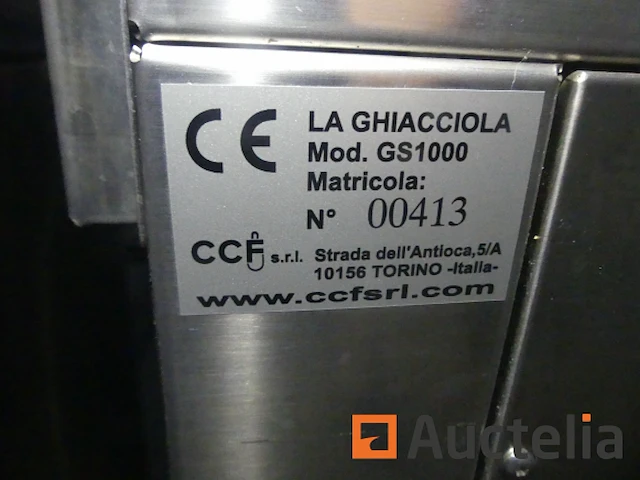 CE LA GHIACCIOLA
Mod. GS1000
Matricola:
N° 00413
CCF s.r.l. Strada dell'Antioca,5/A
10156 TORINO -Italia-
www.ccfsrl.com
Auctelia